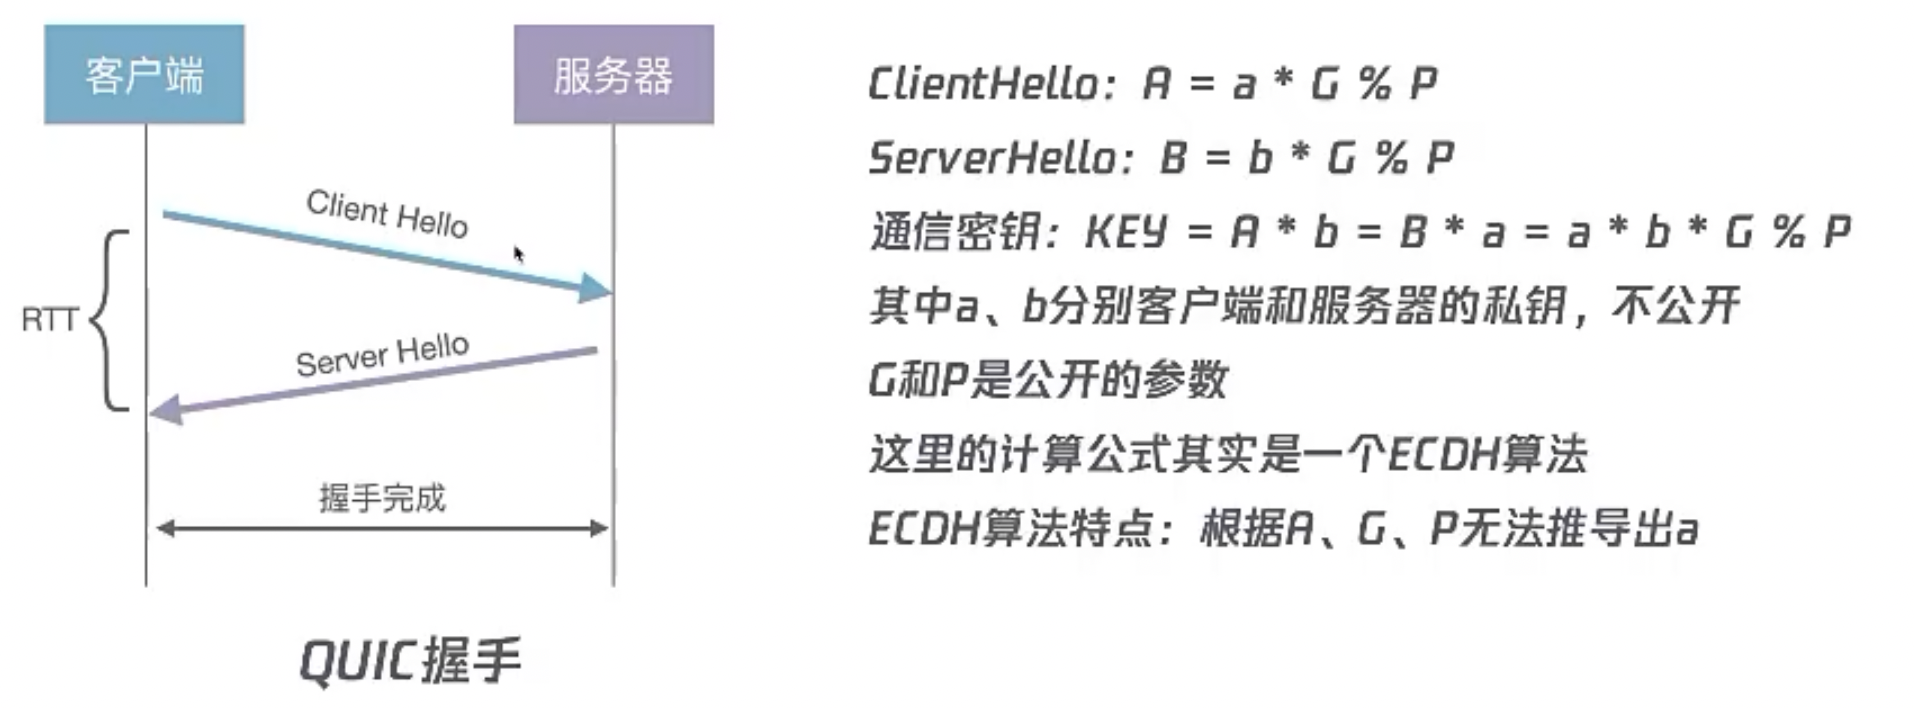 客户端
服务器
Client Hello
RTT
Server Hello
握手完成
QUIC握手
ClientHello: A = a * G % P
ServerHello: B = b * G % P
通信密钥: KEY = A * b = B * a = a * b * G % P
其中a、b分别客户端和服务器的私钥，不公开
G和P是公开的参数
这里的计算公式其实是一个ECDH算法
ECDH算法特点: 根据A、G、P无法推导出a